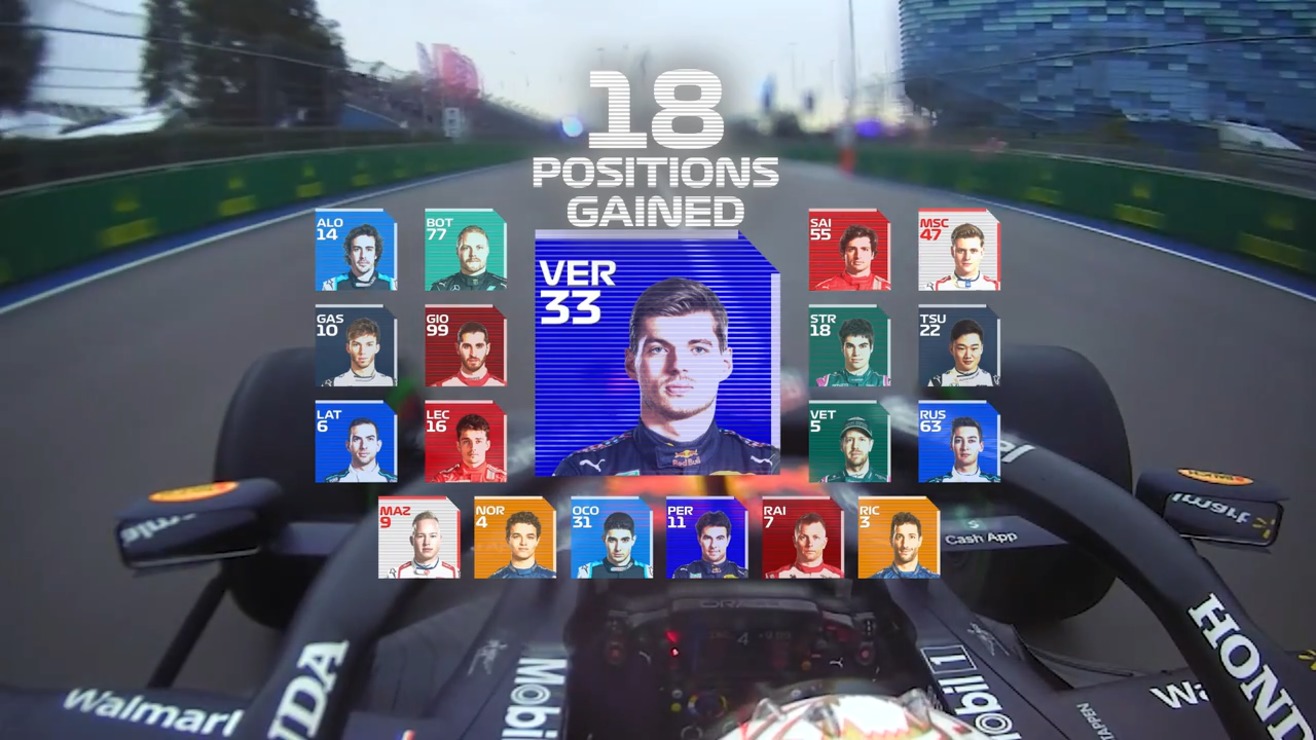 18
POSITIONS
GAINED
ALO
14
BOT
77
VER
33
SAI
55
MSC
47
GAS
10
GIO
99
STR
18
TSU
22
LAT
6
LEC
16
VET
5
RUS
63
Red Bull
MAZ
9
NOR
4
OCO
31
PER
11
RAI
7
RIC
3
Cash App
HONDA
Mobil 1
Walmart